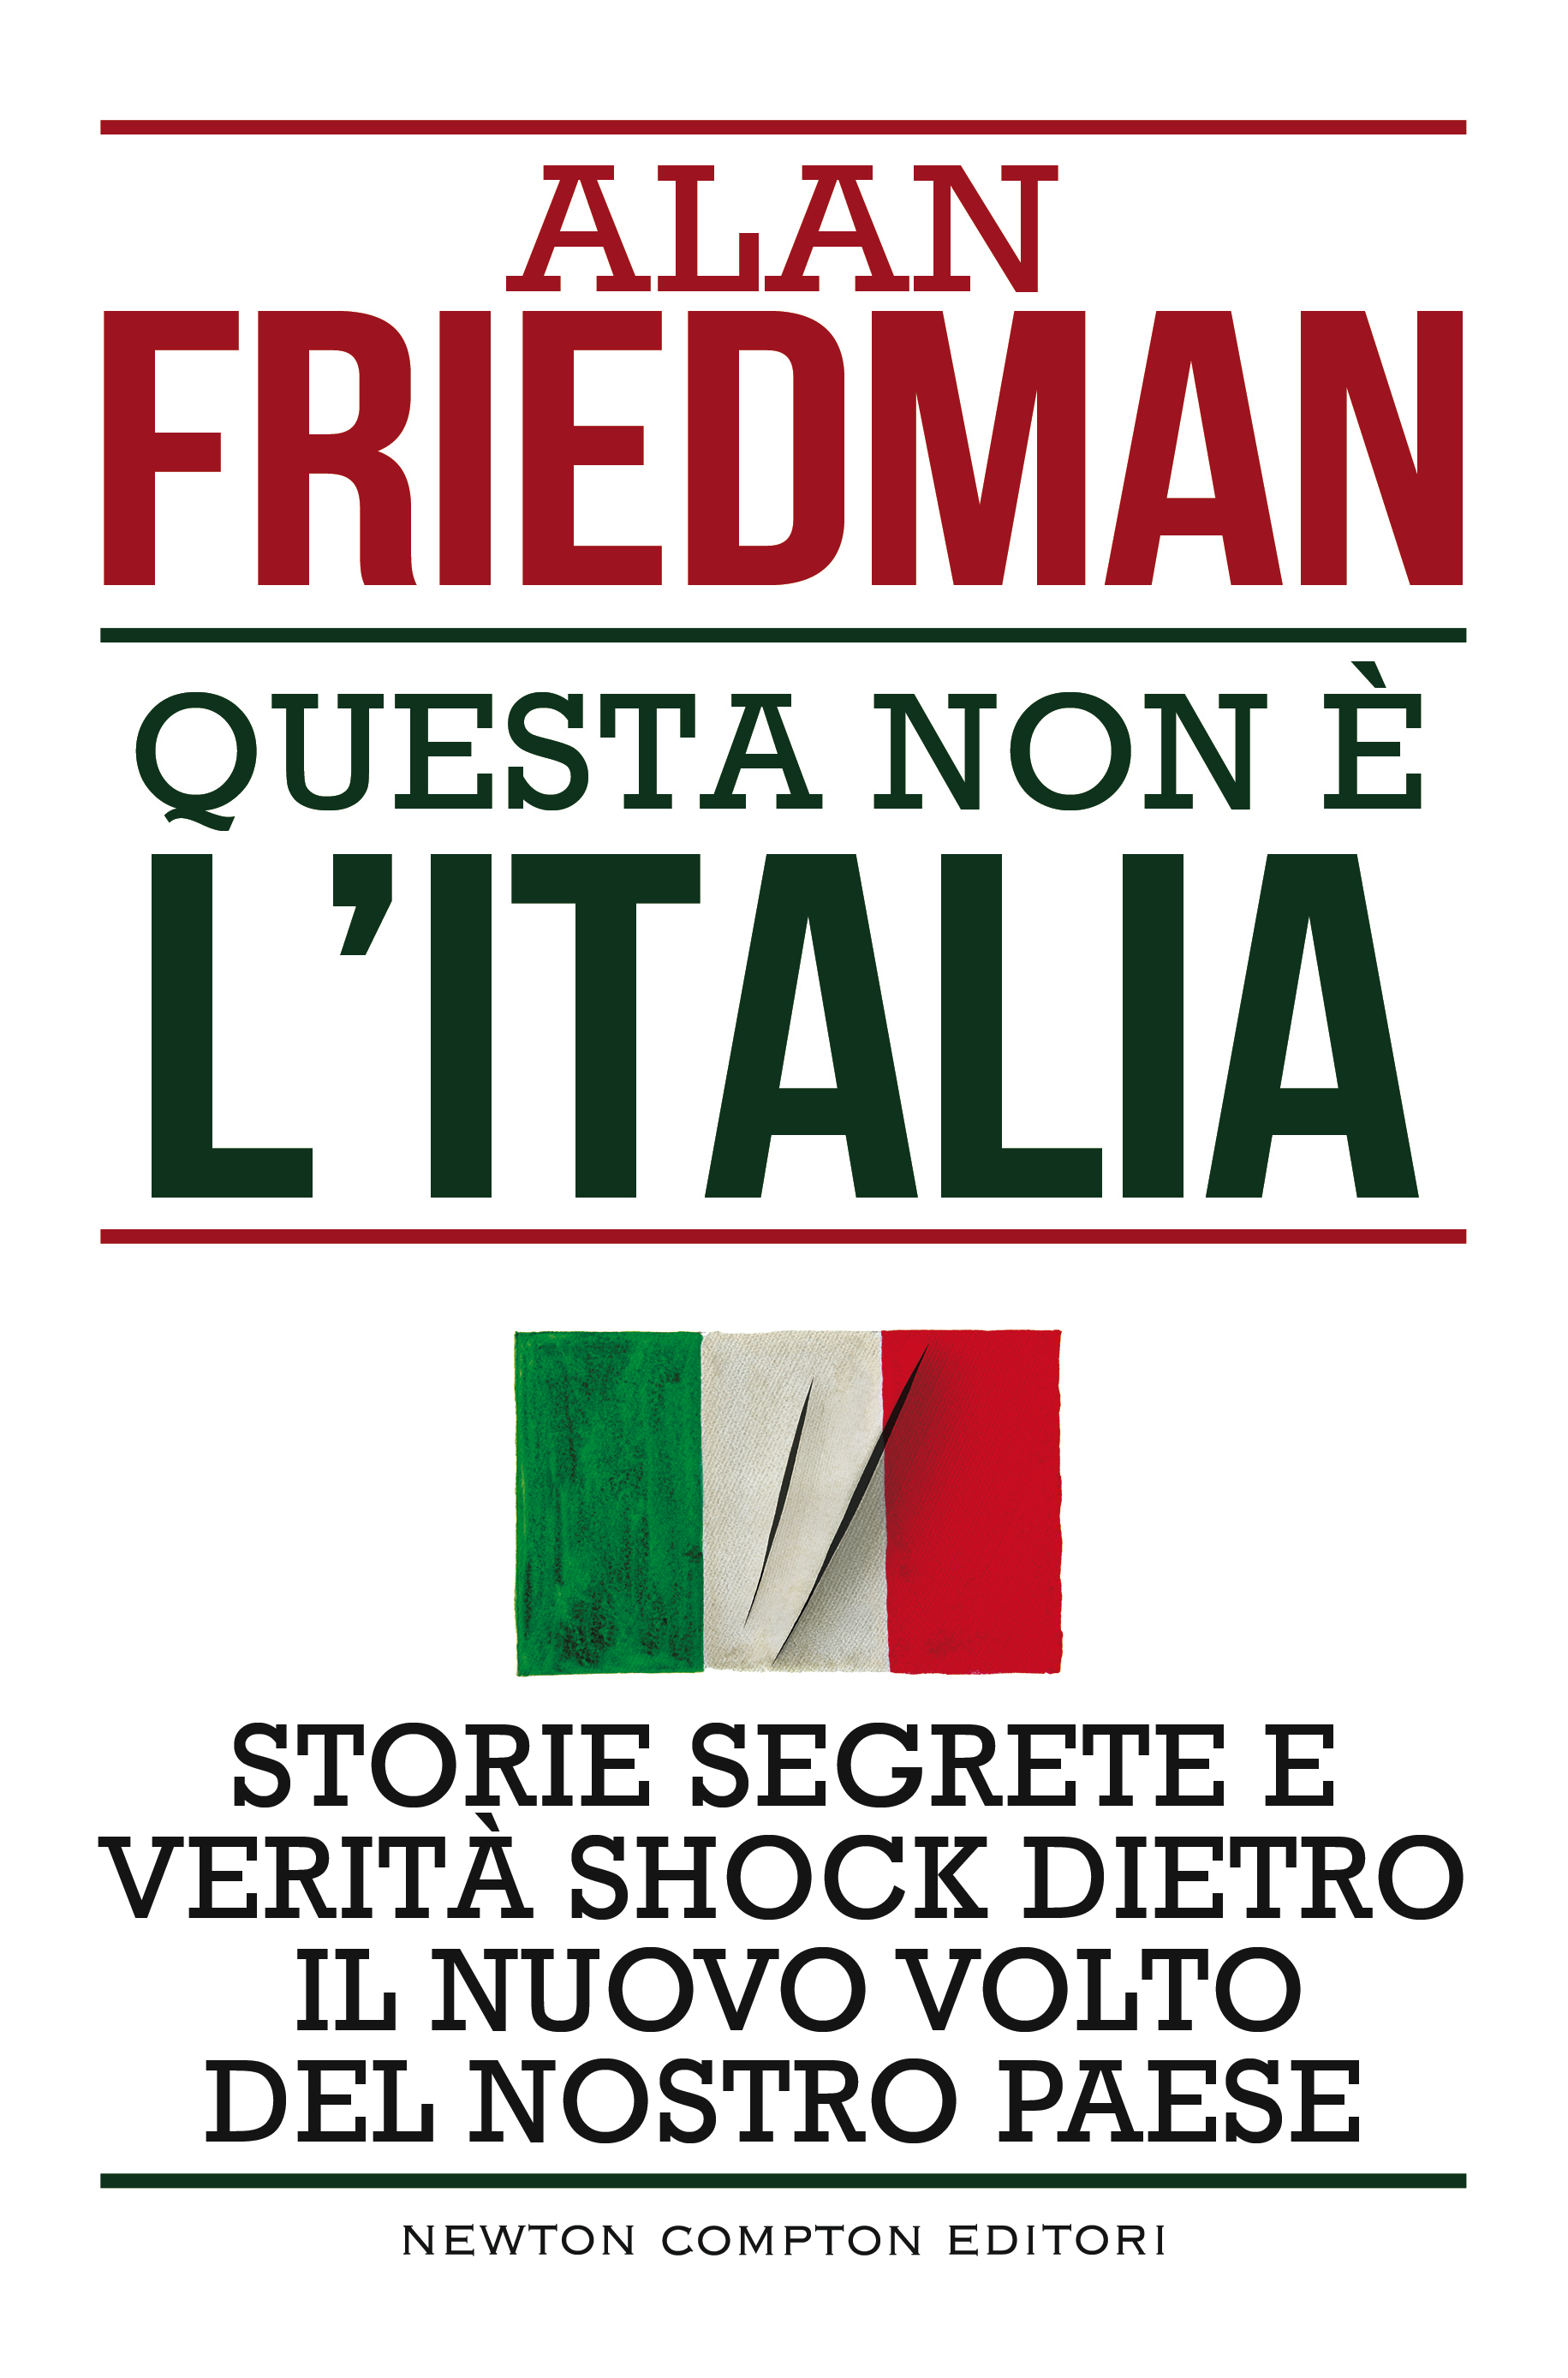 ALAN
FRIEDMAN
QUESTA NON È
L’ITALIA
STORIE SEGRETE E
VERITÀ SHOCK DIETRO
IL NUOVO VOLTO
DEL NOSTRO PAESE
NEWTON COMPTON EDITORI